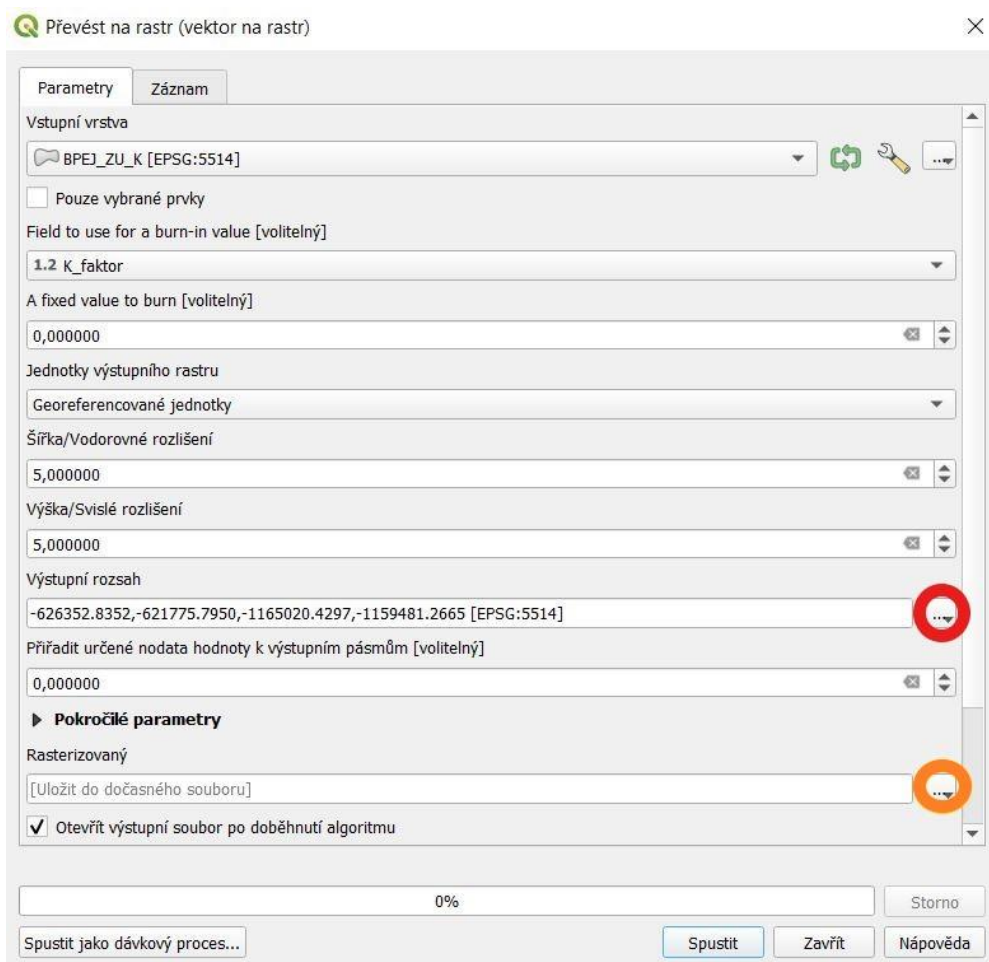 Převést na rastr (vektor na rastr)
Parametry
Záznam
Vstupní vrstva
BPEJ_ZU_K [EPSG:5514]
...
Pouze vybrané prvky
Field to use for a burn-in value [volitelný]
1.2 K_faktor
A fixed value to burn [volitelný]
0,000000
Jednotky výstupního rastru
Georeferencované jednotky
Šířka/Vodorovné rozlišení
5,000000
Výška/Svislé rozlišení
5,000000
Výstupní rozsah
-626352.8352,-621775.7950,-1165020.4297,-1159481.2665 [EPSG:5514]
...
Přiřadit určené nodata hodnoty k výstupním pásmům [volitelný]
0,000000
Pokročilé parametry
Rasterizovaný
[Uložit do dočasného souboru]
...
Otevřít výstupní soubor po doběhnutí algoritmu
0%
Storno
Spustit jako dávkový proces...
Spustit
Zavřít
Nápověda